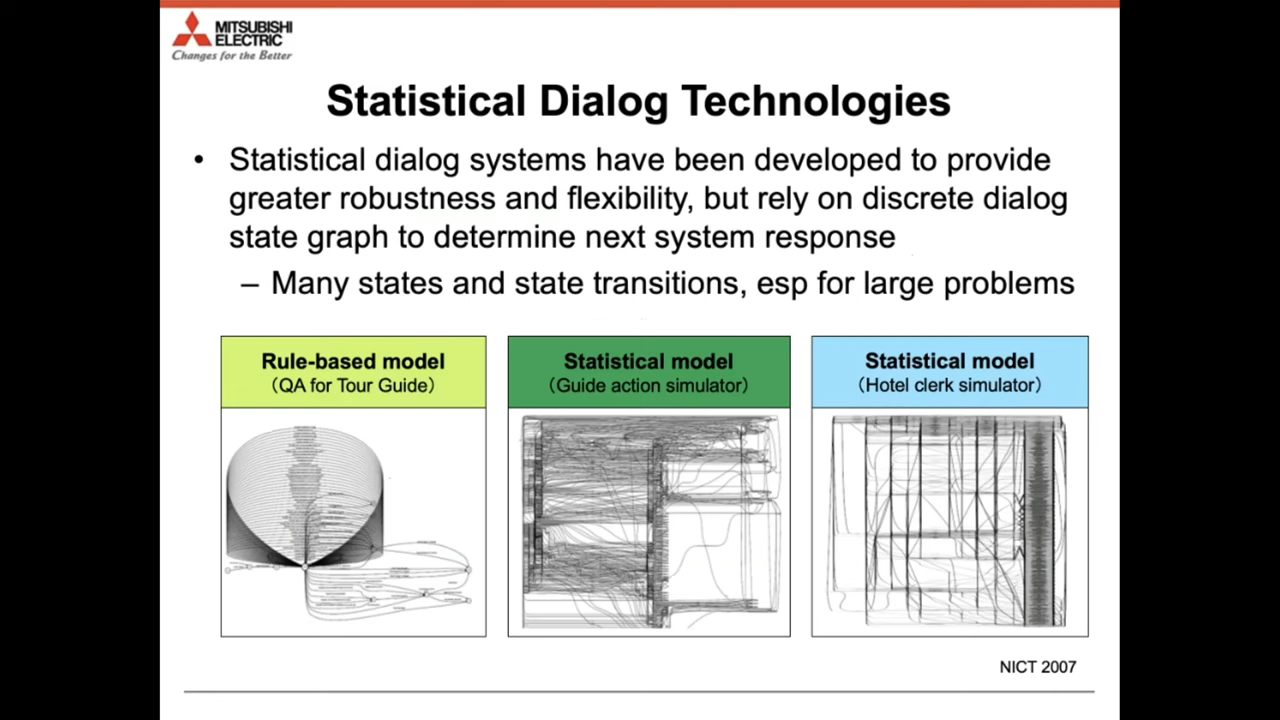 MITSUBISHI
ELECTRIC
Changes for the Better
Statistical Dialog Technologies
• Statistical dialog systems have been developed to provide
greater robustness and flexibility, but rely on discrete dialog
state graph to determine next system response
– Many states and state transitions, esp for large problems
Rule-based model
（QA for Tour Guide）
Statistical model
（Guide action simulator）
Statistical model
（Hotel clerk simulator）
NICT 2007